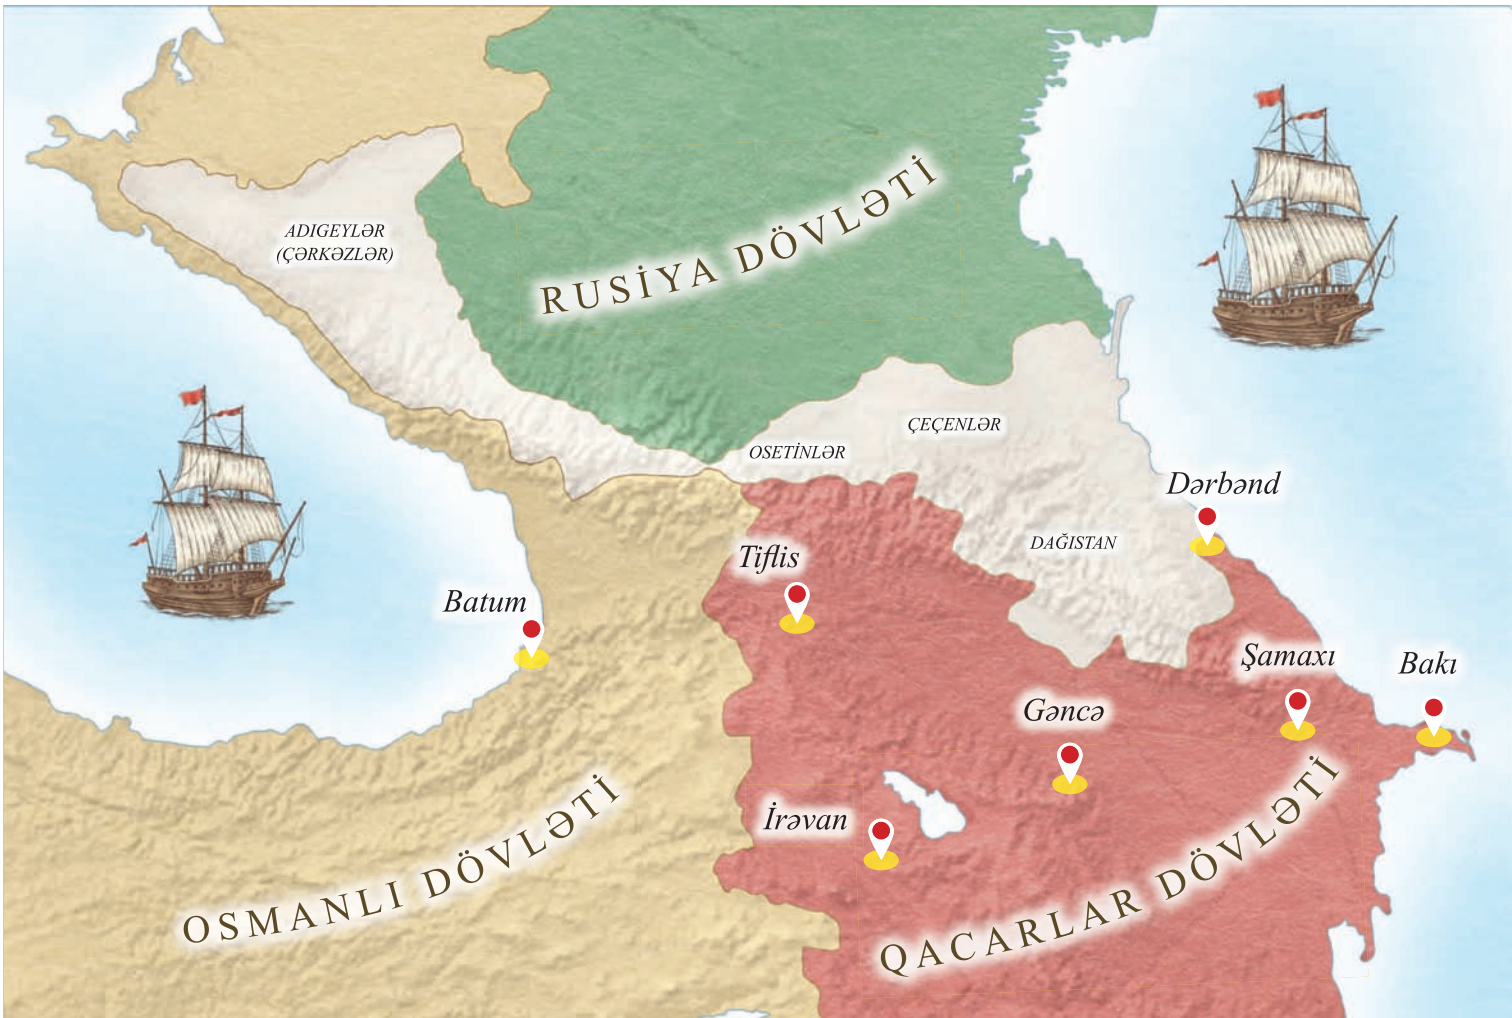 RUSİYA DÖVLƏTİ
ADIGEYLƏR
(ÇƏRKƏZLƏR)
ÇEÇENLƏR
OSETİNLƏR
Dərbənd
DAĞISTAN
Tiflis
Batum
Şamaxı
Bakı
Gəncə
İrəvan
OSMANLI DÖVLƏTİ
QACARLAR DÖVLƏTİ